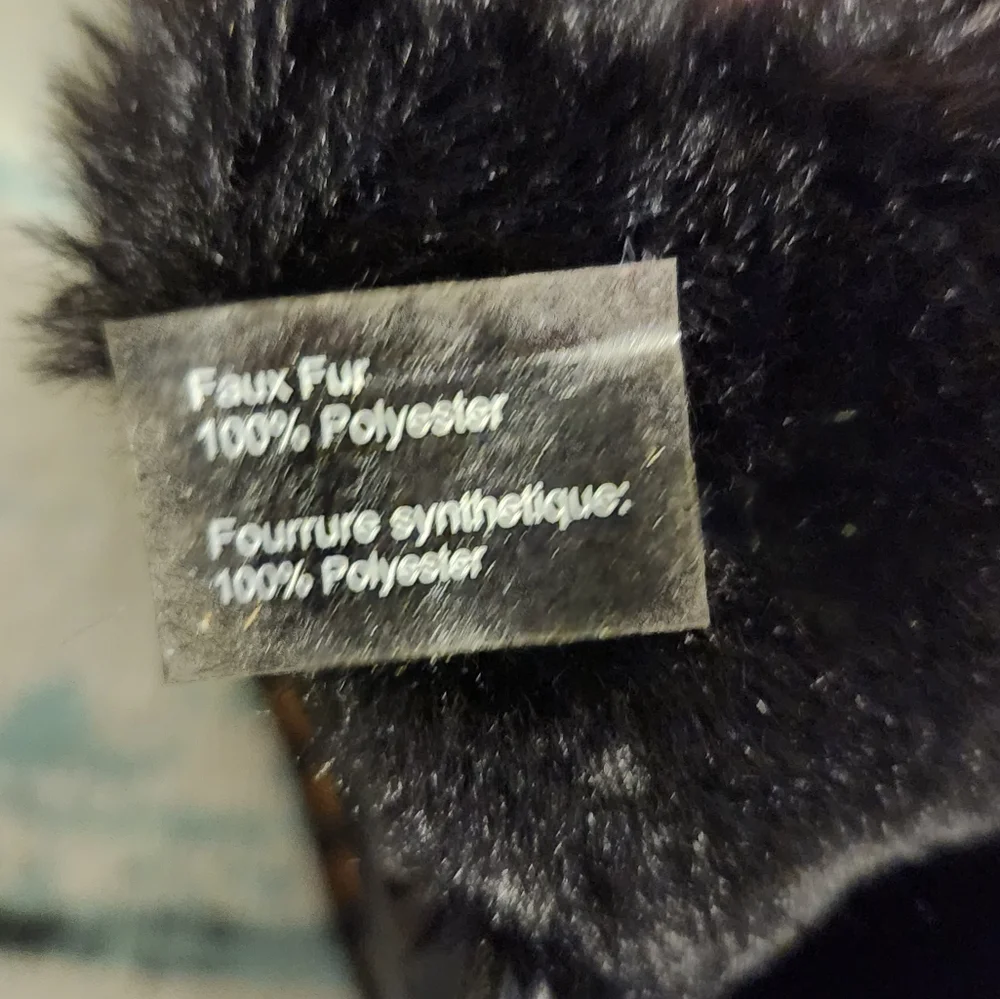 Faux Fur
100% Polyester
Fourrure synthetique:
100% Polyester